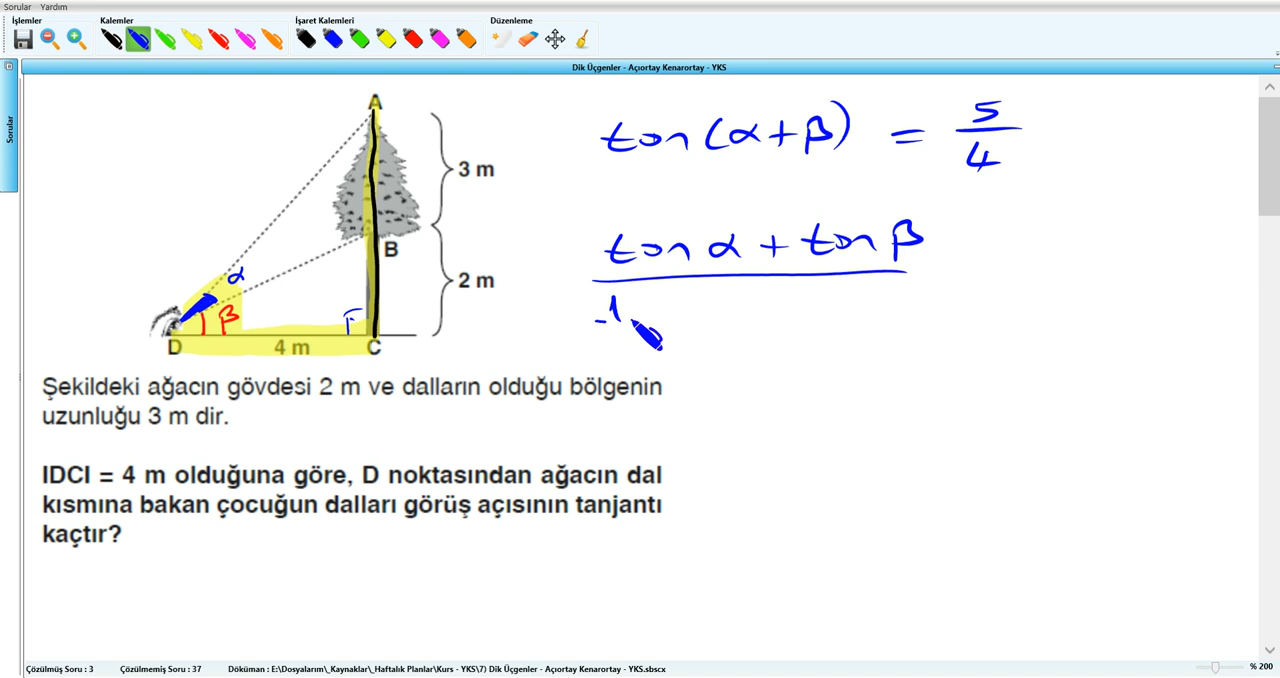 Sorular Yardım
İşlemler Kalemler İşaret Kalemleri Düzenleme
Dik Üçgenler - Açıortay Kenarortay - YKS
Sorular
A
3 m
B
2 m
α
β
D
4 m
C
tan(α+β) = 5/4
tan α + tan β
-1
Şekildeki ağacın gövdesi 2 m ve dalların olduğu bölgenin
uzunluğu 3 m dir.
IDCI = 4 m olduğuna göre, D noktasından ağacın dal
kısmına bakan çocuğun dalları görüş açısının tanjantı
kaçtır?
Çözülmüş Soru : 3 Çözülmemiş Soru : 37 Döküman : E:\Dosyalarım\_Kaynaklar\_Haftalık Planlar\Kurs - YKS\7) Dik Üçgenler - Açıortay Kenarortay - YKS.sbscx % 200